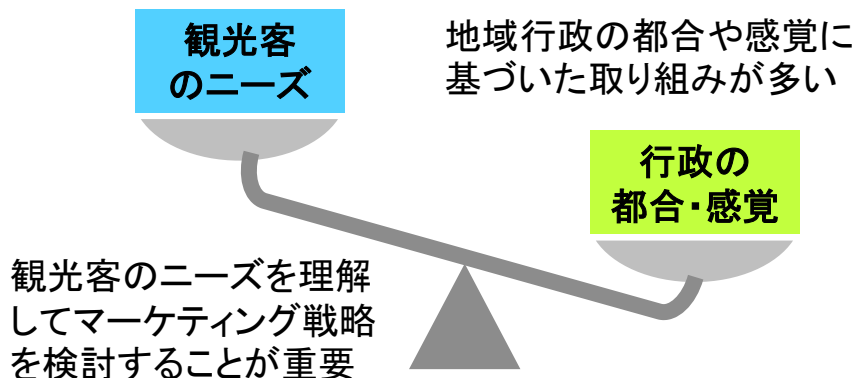 観光客
のニーズ
地域行政の都合や感覚に
基づいた取り組みが多い
行政の
都合・感覚
観光客のニーズを理解
してマーケティング戦略
を検討することが重要